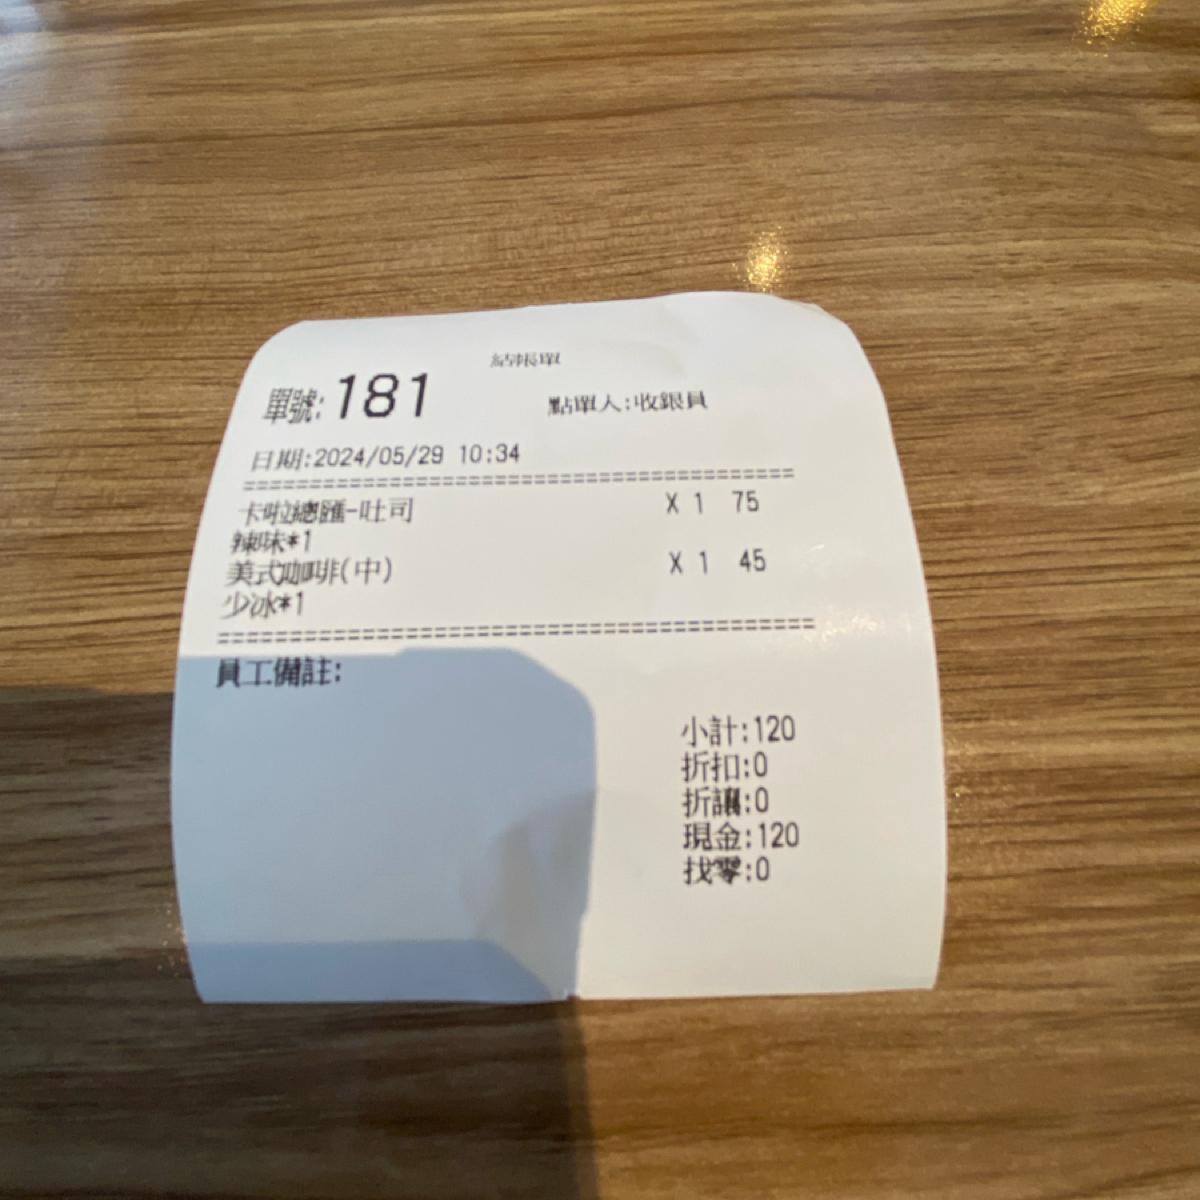 結帳單
單號:181 點單人:收銀員
日期:2024/05/29 10:34
========================================
卡啦總匯-吐司 X 1 75
辣味*1
美式咖啡(中) X 1 45
少冰*1
========================================
員工備註:
小計:120
折扣:0
折讓:0
現金:120
找零:0